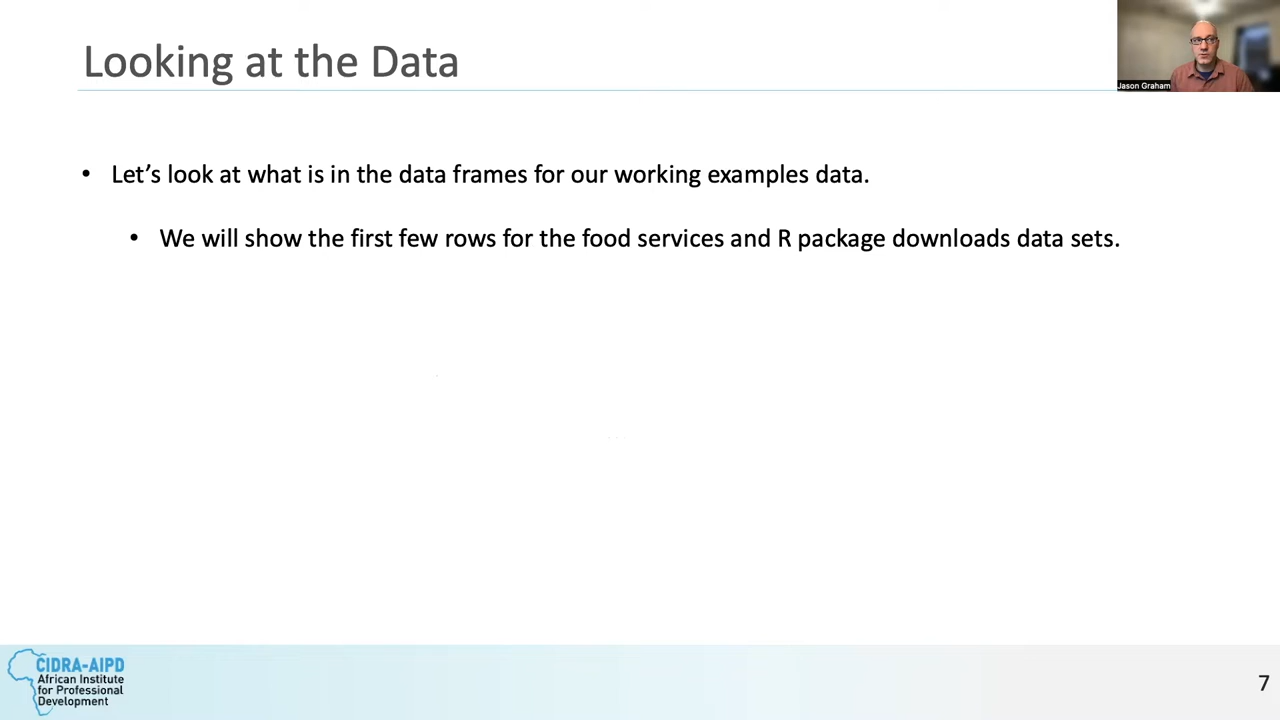 Looking at the Data
Jason Graham
• Let's look at what is in the data frames for our working examples data.
• We will show the first few rows for the food services and R package downloads data sets.
CIDRA-AIPD
African Institute
for Professional
Development
7